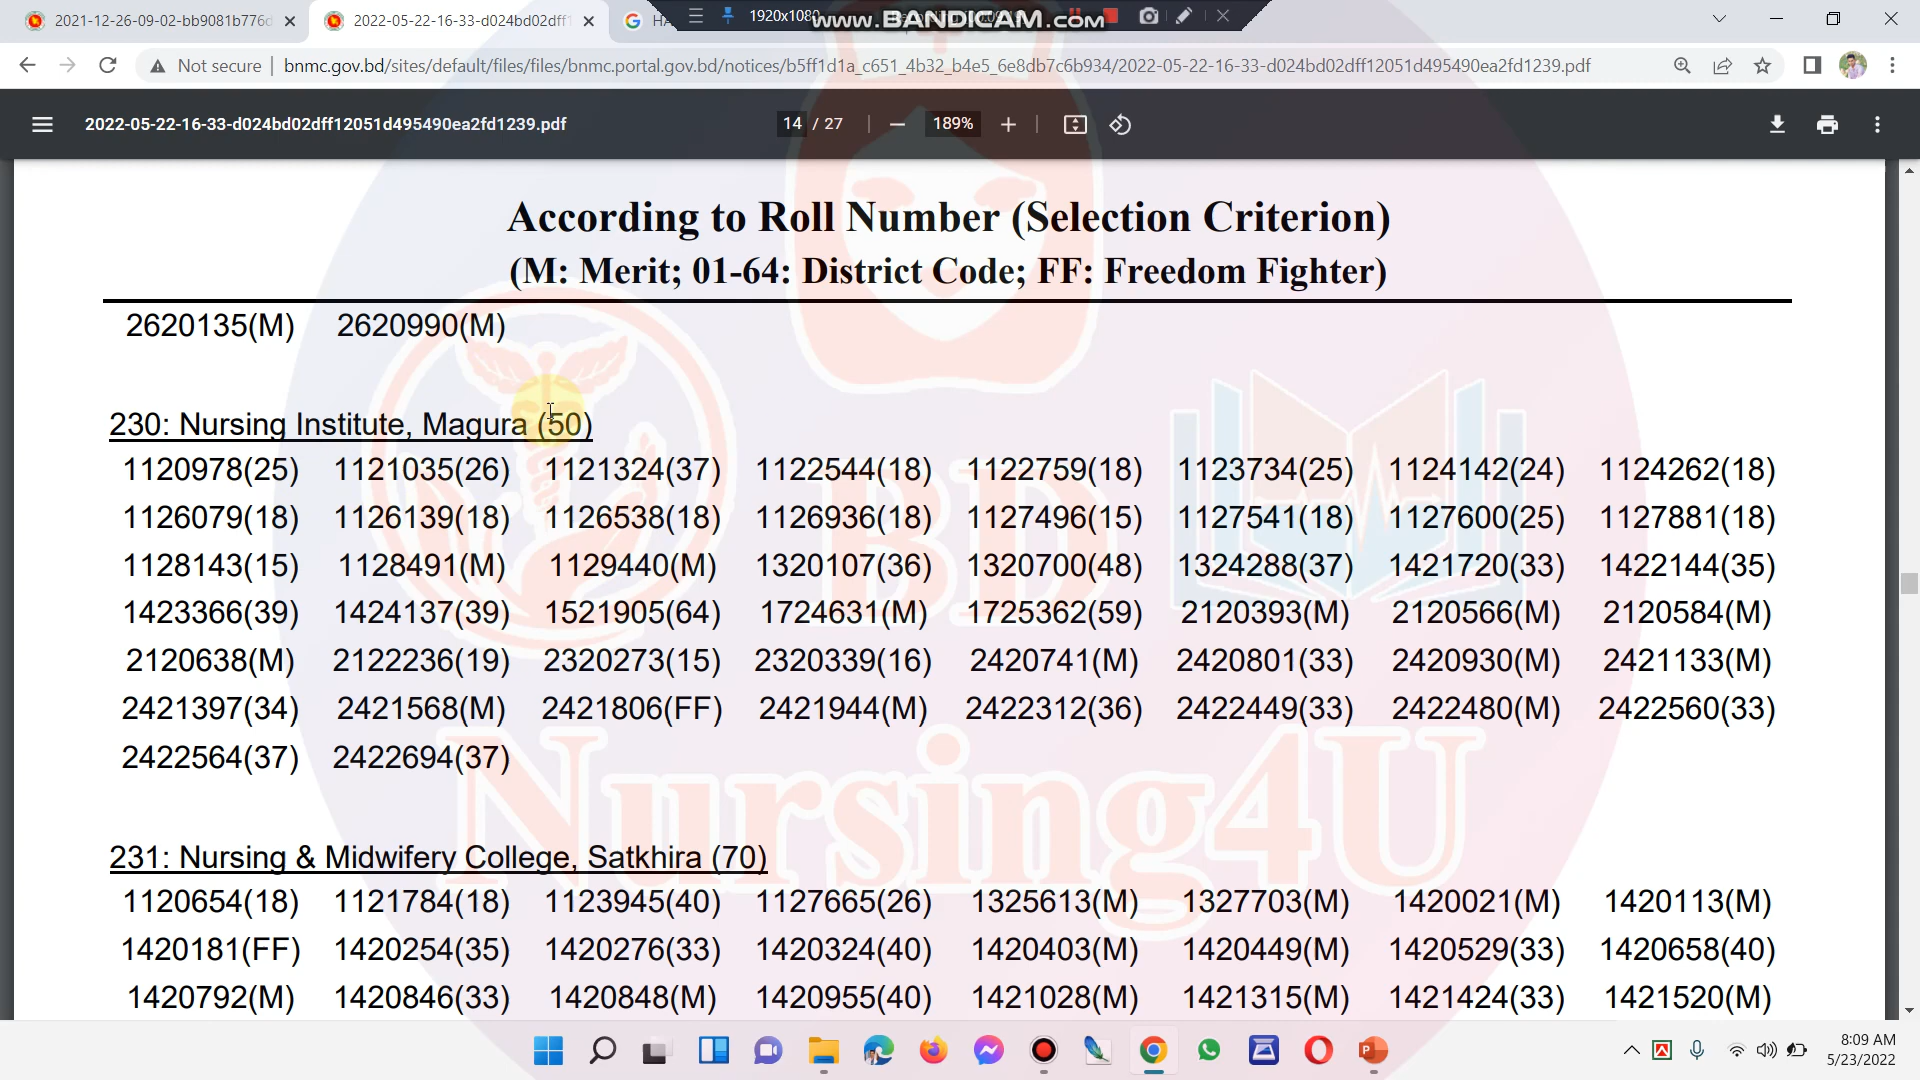 2021-12-26-09-02-bb9081b776d
2022-05-22-16-33-d024bd02dff1
1920x1080
www.BANDICAM.com
Not secure
bnmc.gov.bd/sites/default/files/files/bnmc.portal.gov.bd/notices/b5ff1d1a_c651_4b32_b4e5_6e8db7c6b934/2022-05-22-16-33-d024bd02dff12051d495490ea2fd1239.pdf
2022-05-22-16-33-d024bd02dff12051d495490ea2fd1239.pdf
14 / 27
189%
According to Roll Number (Selection Criterion)
(M: Merit; 01-64: District Code; FF: Freedom Fighter)
2620135(M) 2620990(M)
230: Nursing Institute, Magura (50)
1120978(25) 1121035(26) 1121324(37) 1122544(18) 1122759(18) 1123734(25) 1124142(24) 1124262(18)
1126079(18) 1126139(18) 1126538(18) 1126936(18) 1127496(15) 1127541(18) 1127600(25) 1127881(18)
1128143(15) 1128491(M) 1129440(M) 1320107(36) 1320700(48) 1324288(37) 1421720(33) 1422144(35)
1423366(39) 1424137(39) 1521905(64) 1724631(M) 1725362(59) 2120393(M) 2120566(M) 2120584(M)
2120638(M) 2122236(19) 2320273(15) 2320339(16) 2420741(M) 2420801(33) 2420930(M) 2421133(M)
2421397(34) 2421568(M) 2421806(FF) 2421944(M) 2422312(36) 2422449(33) 2422480(M) 2422560(33)
2422564(37) 2422694(37)
BD
Nursing4U
231: Nursing & Midwifery College, Satkhira (70)
1120654(18) 1121784(18) 1123945(40) 1127665(26) 1325613(M) 1327703(M) 1420021(M) 1420113(M)
1420181(FF) 1420254(35) 1420276(33) 1420324(40) 1420403(M) 1420449(M) 1420529(33) 1420658(40)
1420792(M) 1420846(33) 1420848(M) 1420955(40) 1421028(M) 1421315(M) 1421424(33) 1421520(M)
8:09 AM
5/23/2022